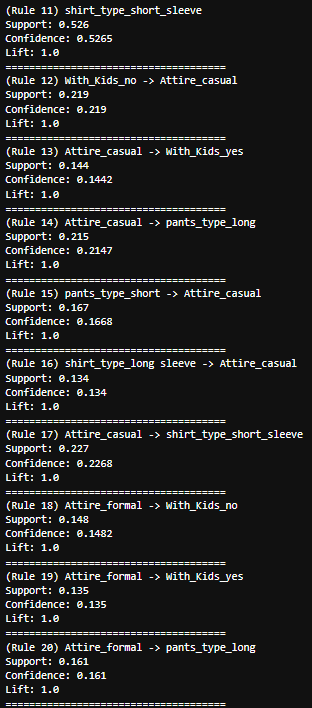 (Rule 11) shirt_type_short_sleeve
Support: 0.526
Confidence: 0.5265
Lift: 1.0
=====================================
(Rule 12) With_Kids_no -> Attire_casual
Support: 0.219
Confidence: 0.219
Lift: 1.0
=====================================
(Rule 13) Attire_casual -> With_Kids_yes
Support: 0.144
Confidence: 0.1442
Lift: 1.0
=====================================
(Rule 14) Attire_casual -> pants_type_long
Support: 0.215
Confidence: 0.2147
Lift: 1.0
=====================================
(Rule 15) pants_type_short -> Attire_casual
Support: 0.167
Confidence: 0.1668
Lift: 1.0
=====================================
(Rule 16) shirt_type_long sleeve -> Attire_casual
Support: 0.134
Confidence: 0.134
Lift: 1.0
=====================================
(Rule 17) Attire_casual -> shirt_type_short_sleeve
Support: 0.227
Confidence: 0.2268
Lift: 1.0
=====================================
(Rule 18) Attire_formal -> With_Kids_no
Support: 0.148
Confidence: 0.1482
Lift: 1.0
=====================================
(Rule 19) Attire_formal -> With_Kids_yes
Support: 0.135
Confidence: 0.135
Lift: 1.0
=====================================
(Rule 20) Attire_formal -> pants_type_long
Support: 0.161
Confidence: 0.161
Lift: 1.0
=====================================